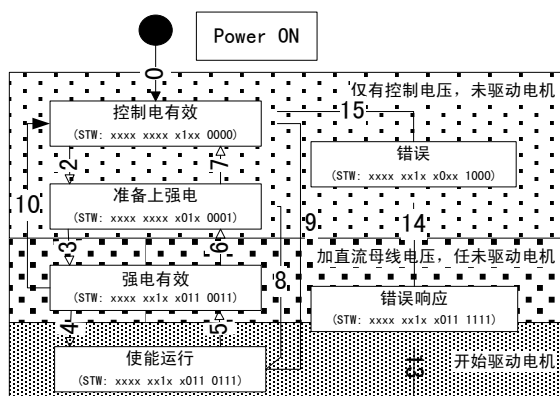 Power ON
0
仅有控制电压，未驱动电机
控制电有效
(STW: xxxx xxxx x1xx 0000)
15
错误
(STW: xxxx xx1x x0xx 1000)
2
7
准备上强电
(STW: xxxx xxxx x01x 0001)
10
9
14
3
6
加直流母线电压，任未驱动电机
强电有效
(STW: xxxx xx1x x011 0011)
8
错误响应
(STW: xxxx xx1x x011 1111)
4
5
使能运行
(STW: xxxx xx1x x011 0111)
13
开始驱动电机